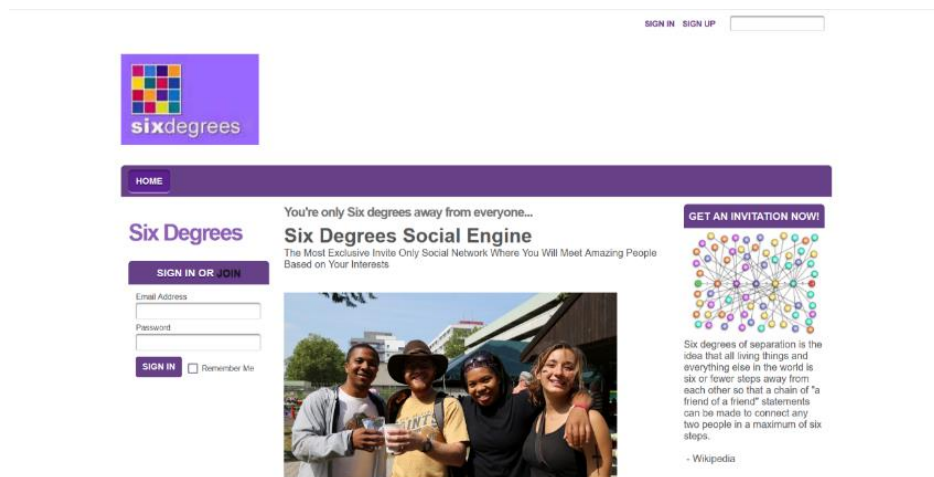 SIGN IN SIGN UP
sixdegrees
HOME
Six Degrees
SIGN IN OR JOIN
Email Address
Password
SIGN IN Remember Me
You're only Six degrees away from everyone...
Six Degrees Social Engine
The Most Exclusive Invite Only Social Network Where You Will Meet Amazing People
Based on Your Interests
GET AN INVITATION NOW!
Six degrees of separation is the
idea that all living things and
everything else in the world is
six or fewer steps away from
each other so that a chain of "a
friend of a friend" statements
can be made to connect any
two people in a maximum of six
steps.
- Wikipedia